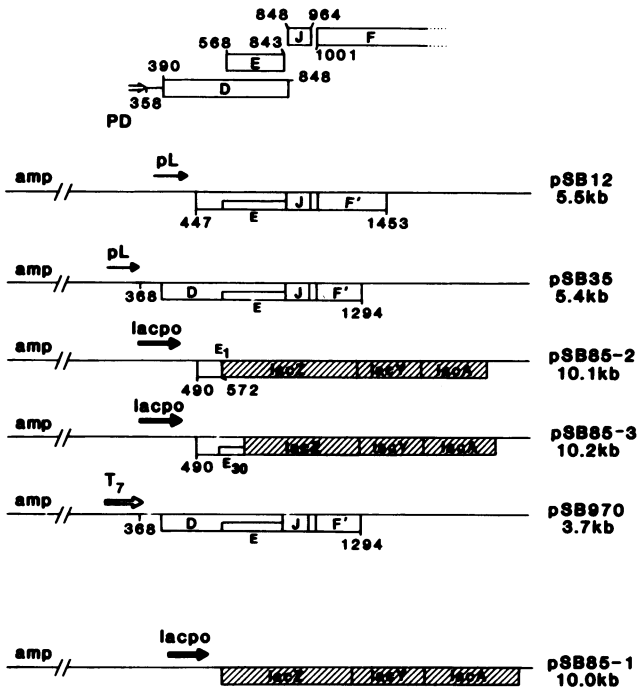 848 964
J F
568 843 1001
E
390 848
D
358
PD
pL
amp pSB12
J F'
E 5.5kb
447 1453
pL
amp pSB35
368 D J F' 5.4kb
E 1294
lacpo
amp E1 pSB85-2
lacZ lacY lacA 10.1kb
490 572
lacpo
amp pSB85-3
lacZ lacY lacA 10.2kb
490 E30
T7
amp pSB970
368 D J F' 3.7kb
E 1294
lacpo
amp pSB85-1
lacZ lacY lacA 10.0kb